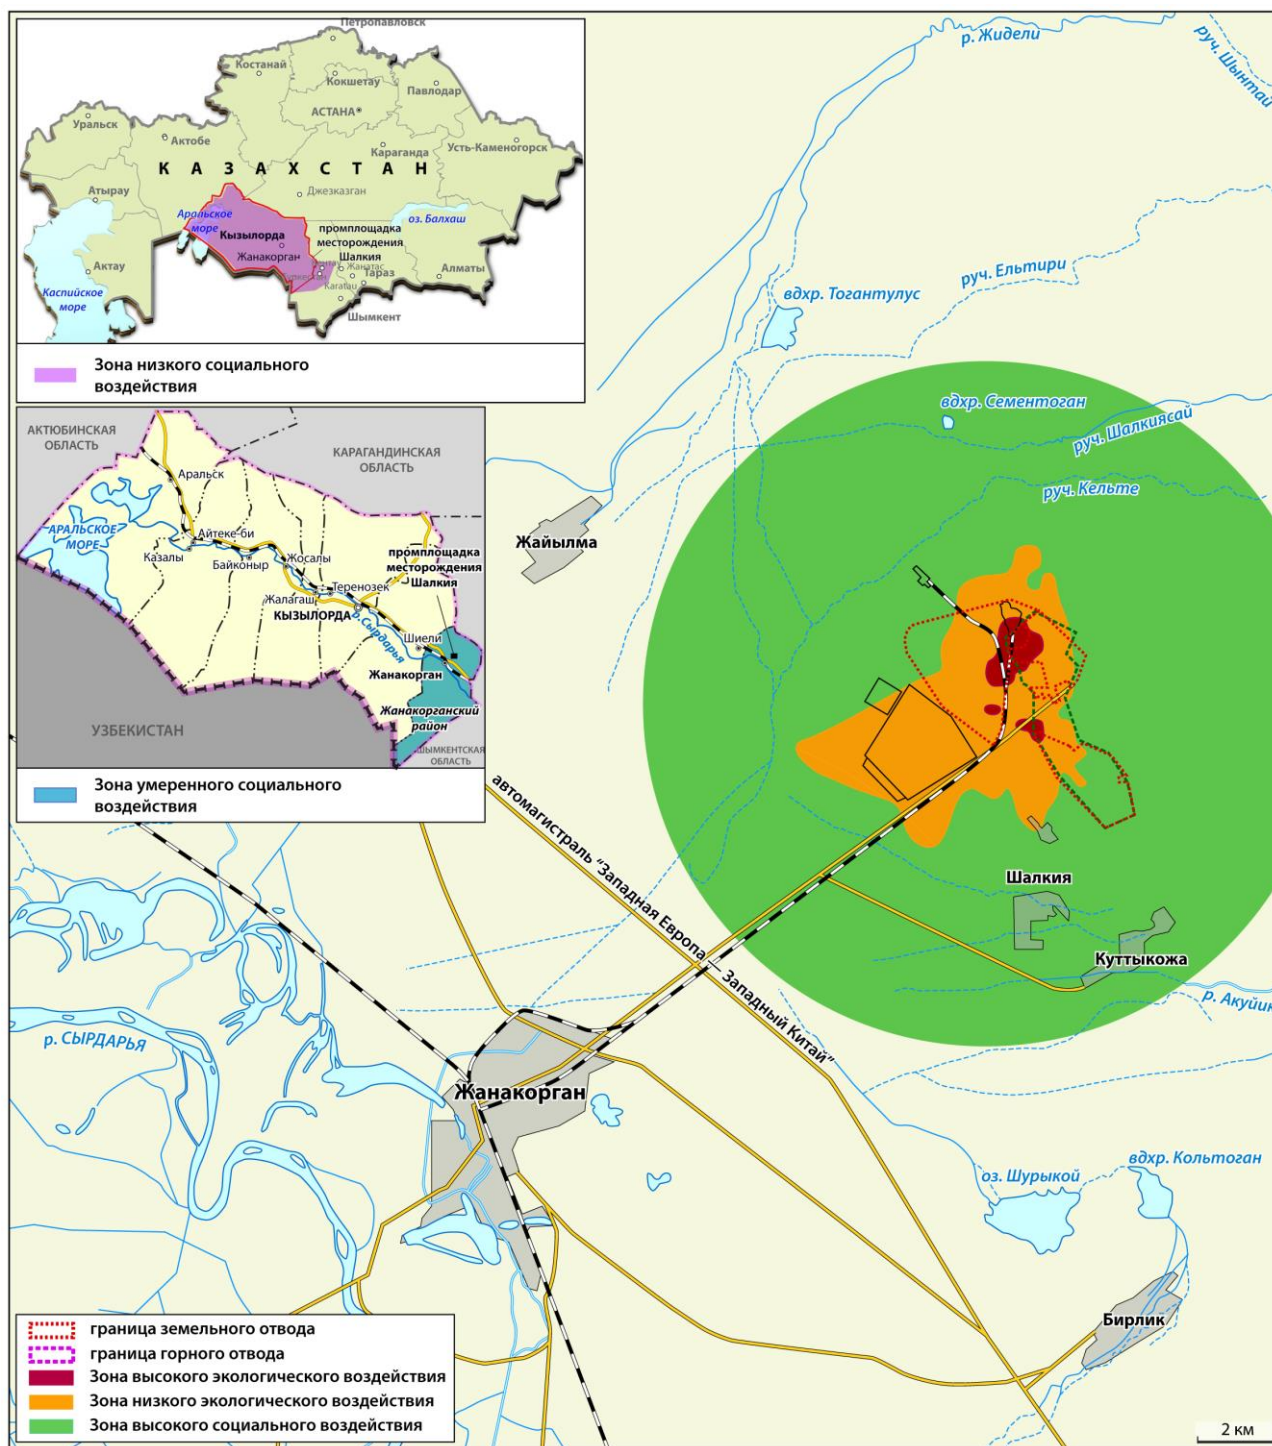 Петропавловск
Костанай
Кокшетау
Павлодар
АСТАНА
Уральск
Актобе
Караганда
Усть-Каменогорск
КАЗАХСТАН
Атырау
Джезказган
Аральское
море
оз. Балхаш
Кызылорда
промплощадка
месторождения
Шалкия
Жанакорган
Жанатас
Тараз
Karatau
Актау
Алматы
Каспийское
море
Шымкент
Зона низкого социального
воздействия
АКТЮБИНСКАЯ
ОБЛАСТЬ
КАРАГАНДИНСКАЯ
ОБЛАСТЬ
Аральск
АРАЛЬСКОЕ
МОРЕ
Айтеке-би
Казалы
Байконыр
Жосалы
промплощадка
месторождения
Шалкия
Теренозек
Жалагаш
КЫЗЫЛОРДА
р.Сырдарья
Шиели
Жанакорган
Жанакорганский
район
УЗБЕКИСТАН
ШЫМКЕНТСКАЯ
ОБЛАСТЬ
Зона умеренного социального
воздействия
р. Жидели
руч. Шынтай
руч. Ельтири
вдхр. Тогантулус
вдхр. Сементоган
руч. Шалкиясай
руч. Кельте
Жайылма
автомагистраль “Западная Европа — Западный Китай”
Шалкия
Куттыкожа
р. Акуйик
р. СЫРДАРЬЯ
Жанакорган
оз. Шурыкой
вдхр. Кольтоган
Бирлик
граница земельного отвода
граница горного отвода
Зона высокого экологического воздействия
Зона низкого экологического воздействия
Зона высокого социального воздействия
2 км